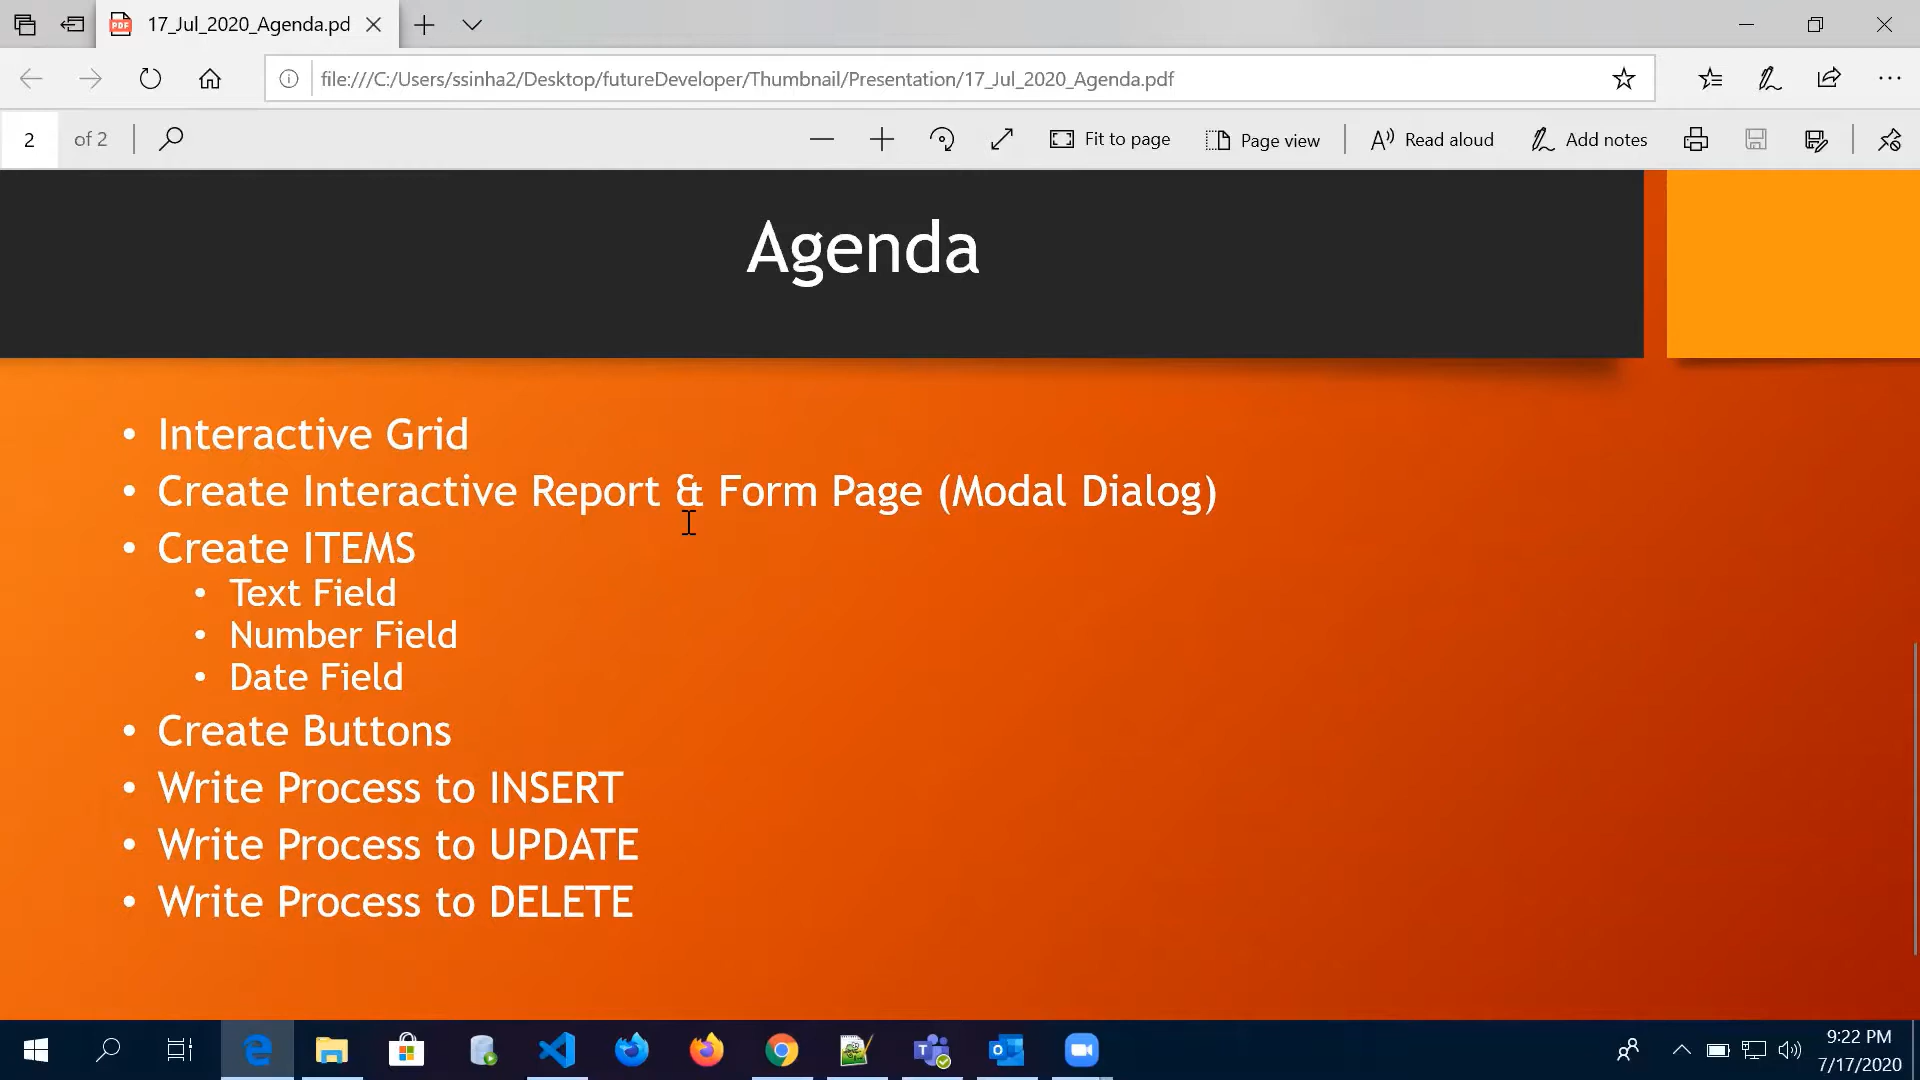 17_Jul_2020_Agenda.pd
file:///C:/Users/ssinha2/Desktop/futureDeveloper/Thumbnail/Presentation/17_Jul_2020_Agenda.pdf
2 of 2 Fit to page Page view Read aloud Add notes
Agenda
• Interactive Grid
• Create Interactive Report & Form Page (Modal Dialog)
• Create ITEMS
• Text Field
• Number Field
• Date Field
• Create Buttons
• Write Process to INSERT
• Write Process to UPDATE
• Write Process to DELETE
9:22 PM
7/17/2020